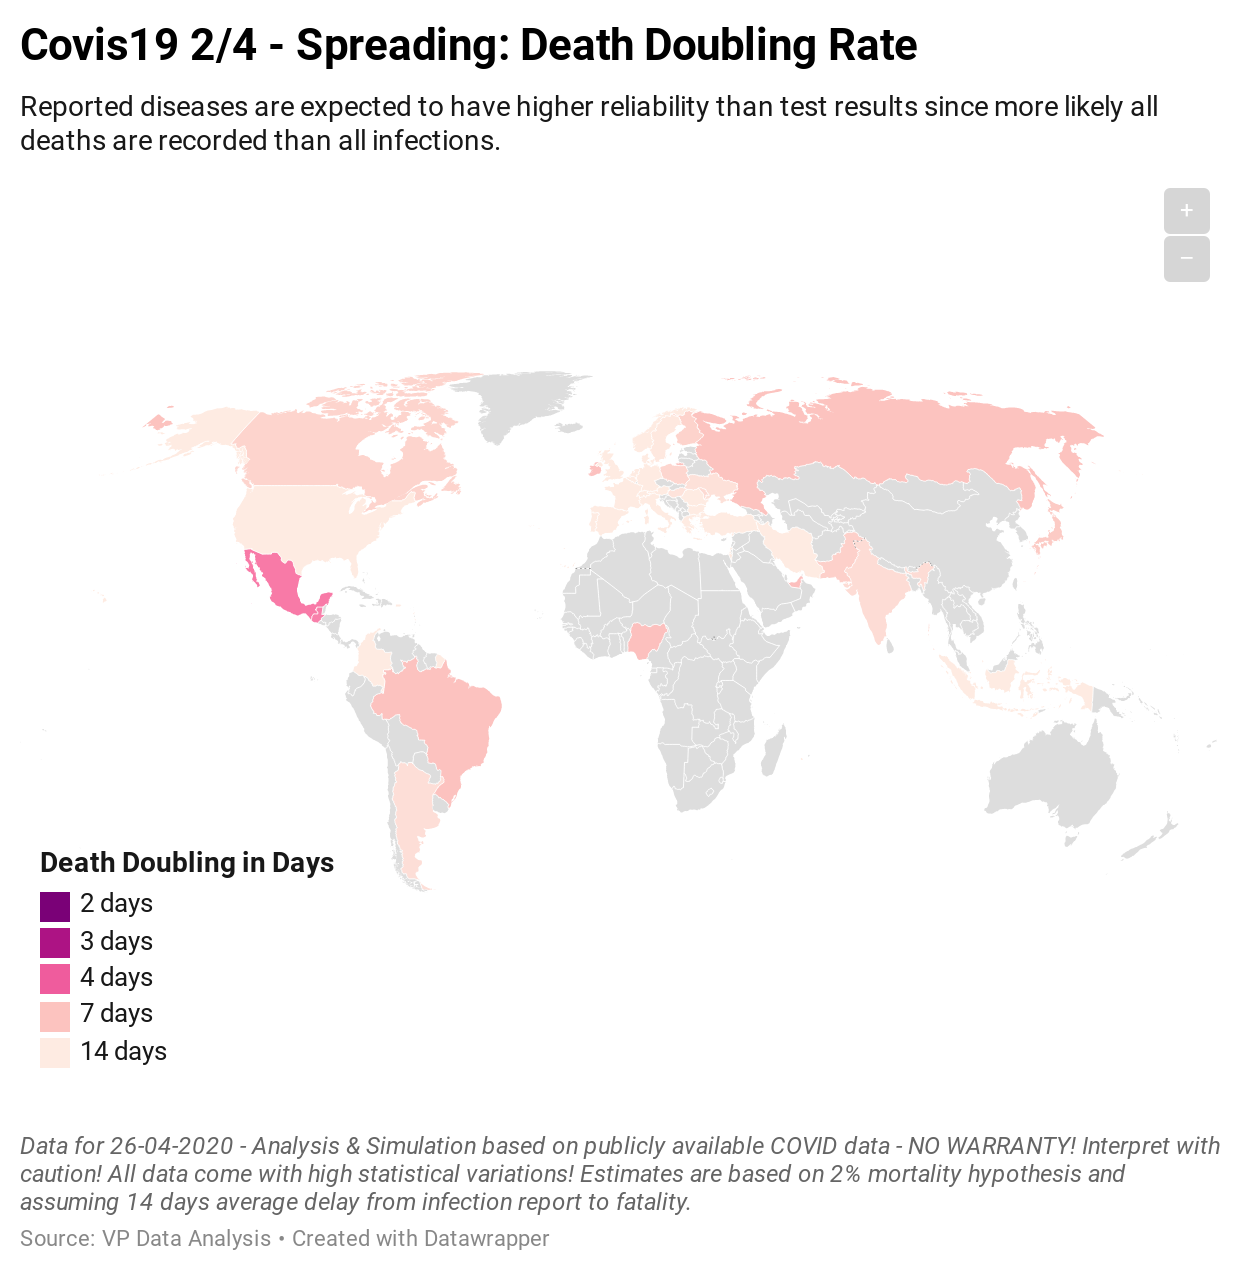 Covis19 2/4 - Spreading: Death Doubling Rate
Reported diseases are expected to have higher reliability than test results since more likely all
deaths are recorded than all infections.
+
−
Death Doubling in Days
2 days
3 days
4 days
7 days
14 days
Data for 26-04-2020 - Analysis & Simulation based on publicly available COVID data - NO WARRANTY! Interpret with
caution! All data come with high statistical variations! Estimates are based on 2% mortality hypothesis and
assuming 14 days average delay from infection report to fatality.
Source: VP Data Analysis • Created with Datawrapper